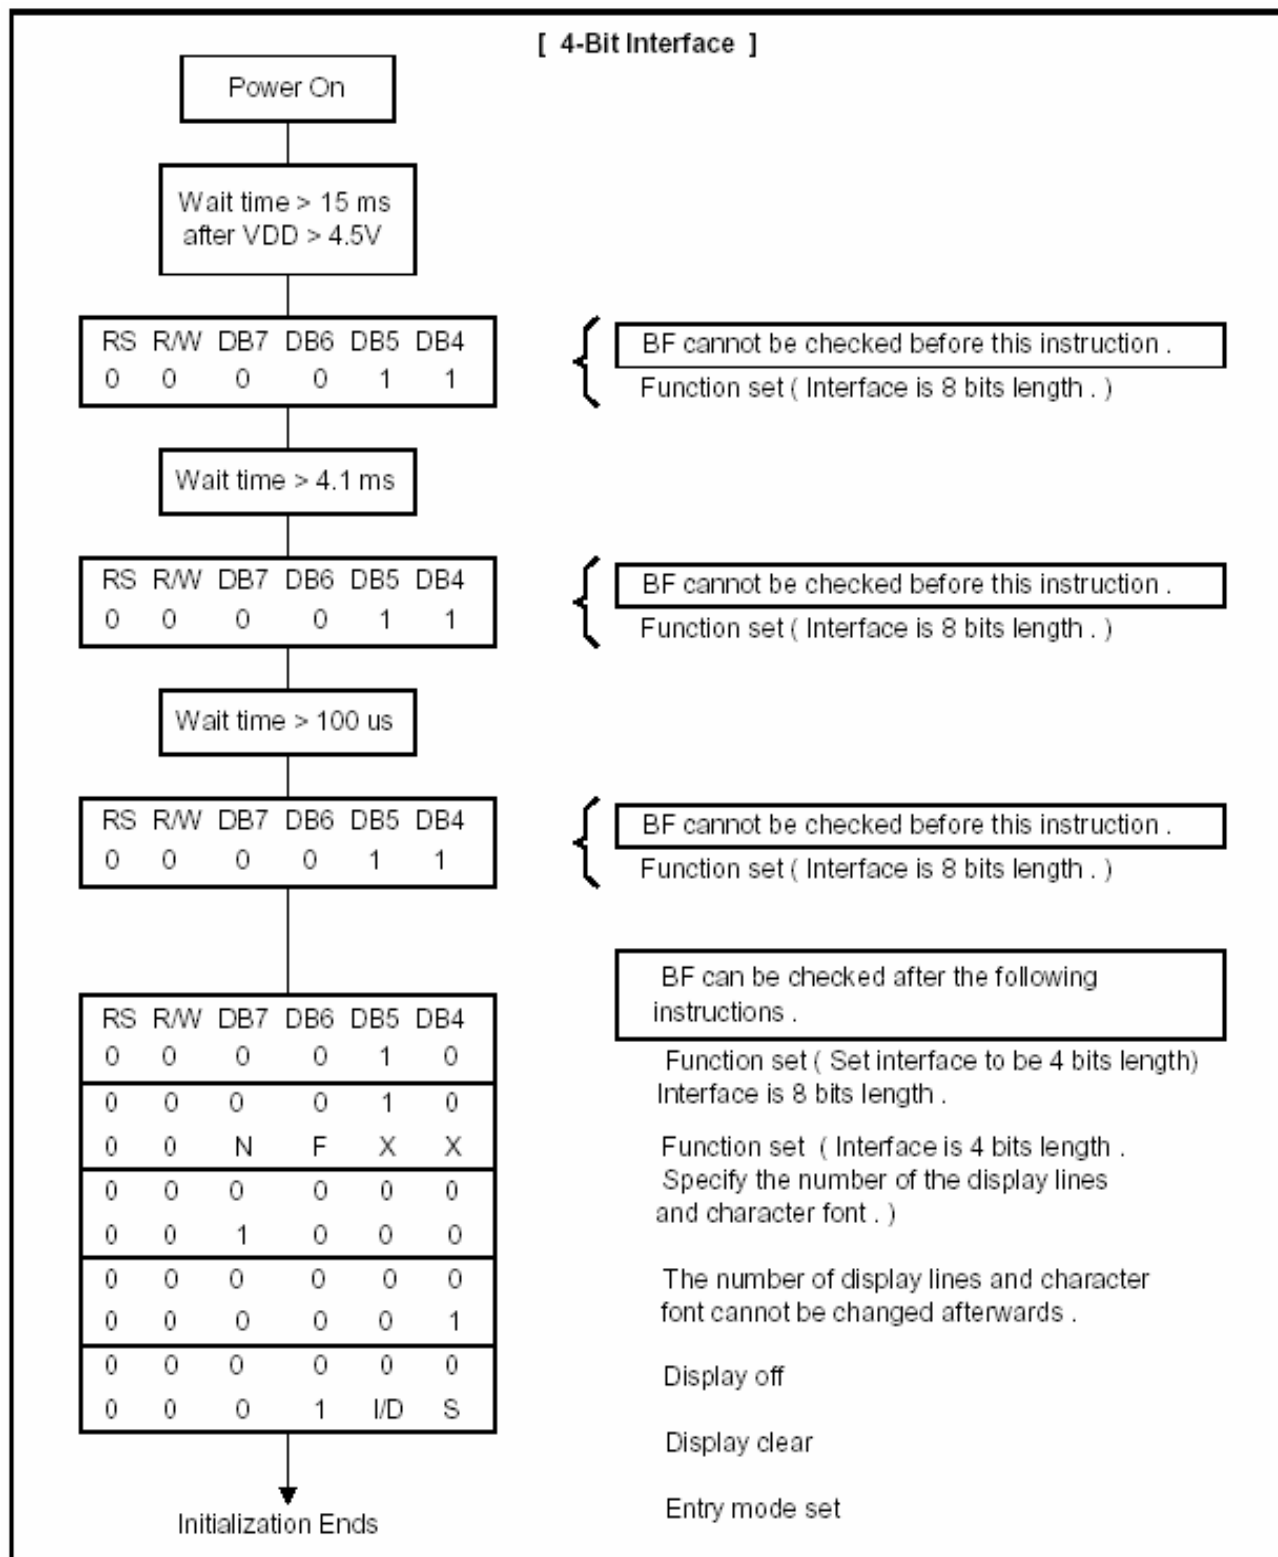 [ 4-Bit Interface ]
Power On
Wait time > 15 ms
after VDD > 4.5V
RS R/W DB7 DB6 DB5 DB4
0 0 0 0 1 1
BF cannot be checked before this instruction .
Function set ( Interface is 8 bits length . )
Wait time > 4.1 ms
RS R/W DB7 DB6 DB5 DB4
0 0 0 0 1 1
BF cannot be checked before this instruction .
Function set ( Interface is 8 bits length . )
Wait time > 100 us
RS R/W DB7 DB6 DB5 DB4
0 0 0 0 1 1
BF cannot be checked before this instruction .
Function set ( Interface is 8 bits length . )
RS R/W DB7 DB6 DB5 DB4
0 0 0 0 1 0
0 0 0 0 1 0
0 0 N F X X
0 0 0 0 0 0
0 0 1 0 0 0
0 0 0 0 0 0
0 0 0 0 0 1
0 0 0 0 0 0
0 0 0 1 I/D S
BF can be checked after the following
instructions .
Function set ( Set interface to be 4 bits length)
Interface is 8 bits length .
Function set ( Interface is 4 bits length .
Specify the number of the display lines
and character font . )
The number of display lines and character
font cannot be changed afterwards .
Display off
Display clear
Entry mode set
Initialization Ends